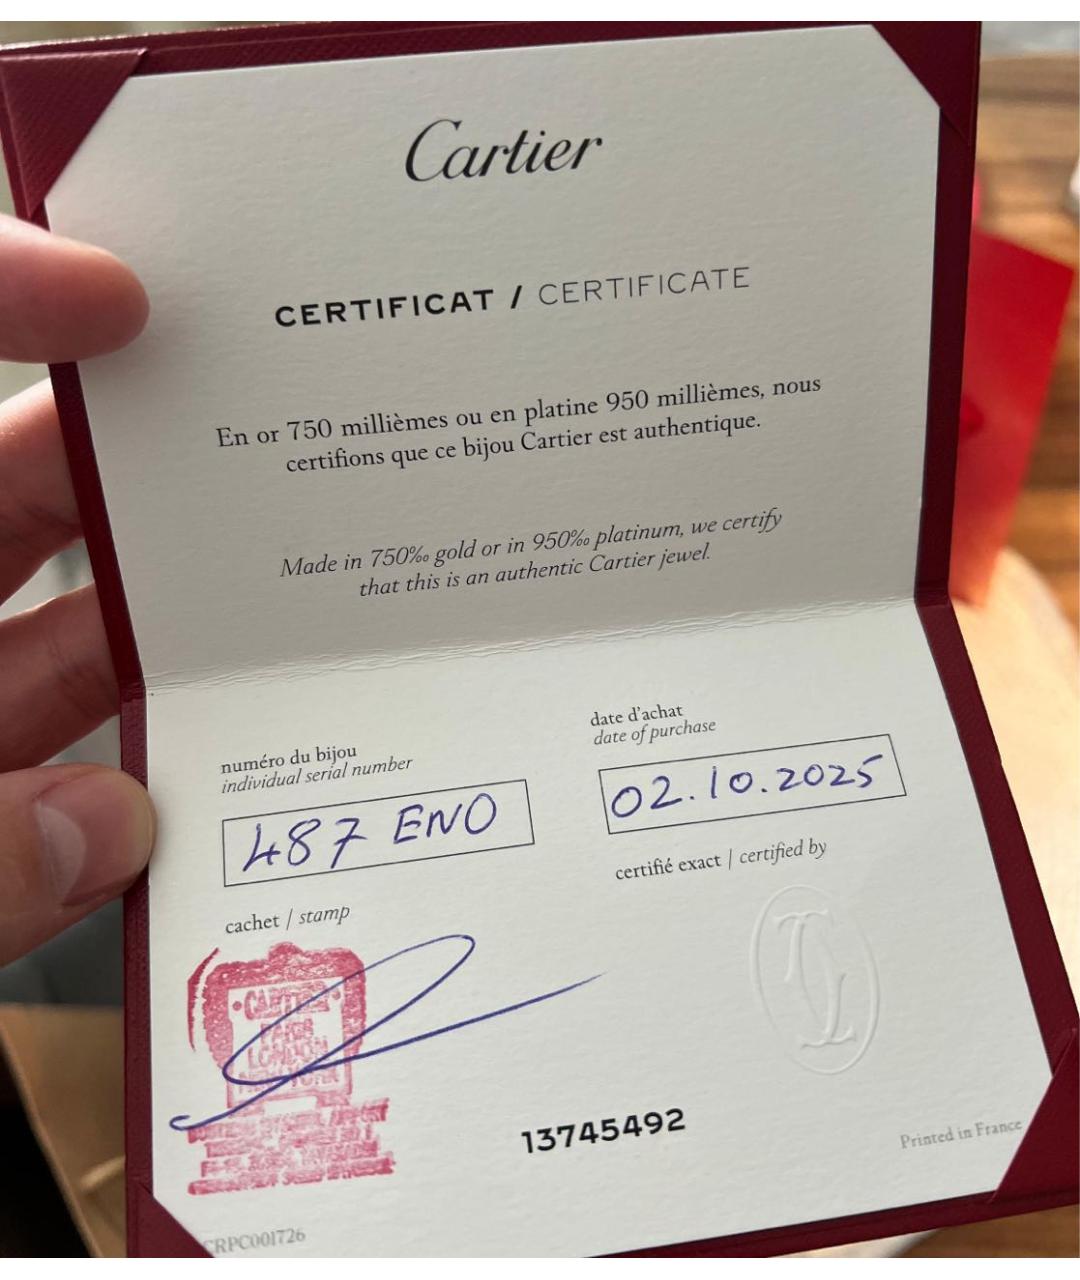 Cartier
CERTIFICAT / CERTIFICATE
En or 750 millièmes ou en platine 950 millièmes, nous
certifions que ce bijou Cartier est authentique.
Made in 750‰ gold or in 950‰ platinum, we certify
that this is an authentic Cartier jewel.
numéro du bijou
individual serial number
487 ENO
date d'achat
date of purchase
02.10.2025
cachet / stamp
certifié exact / certified by
CARTIER
PARIS
LONDON
NEW YORK
13745492
Printed in France
CRPC001726